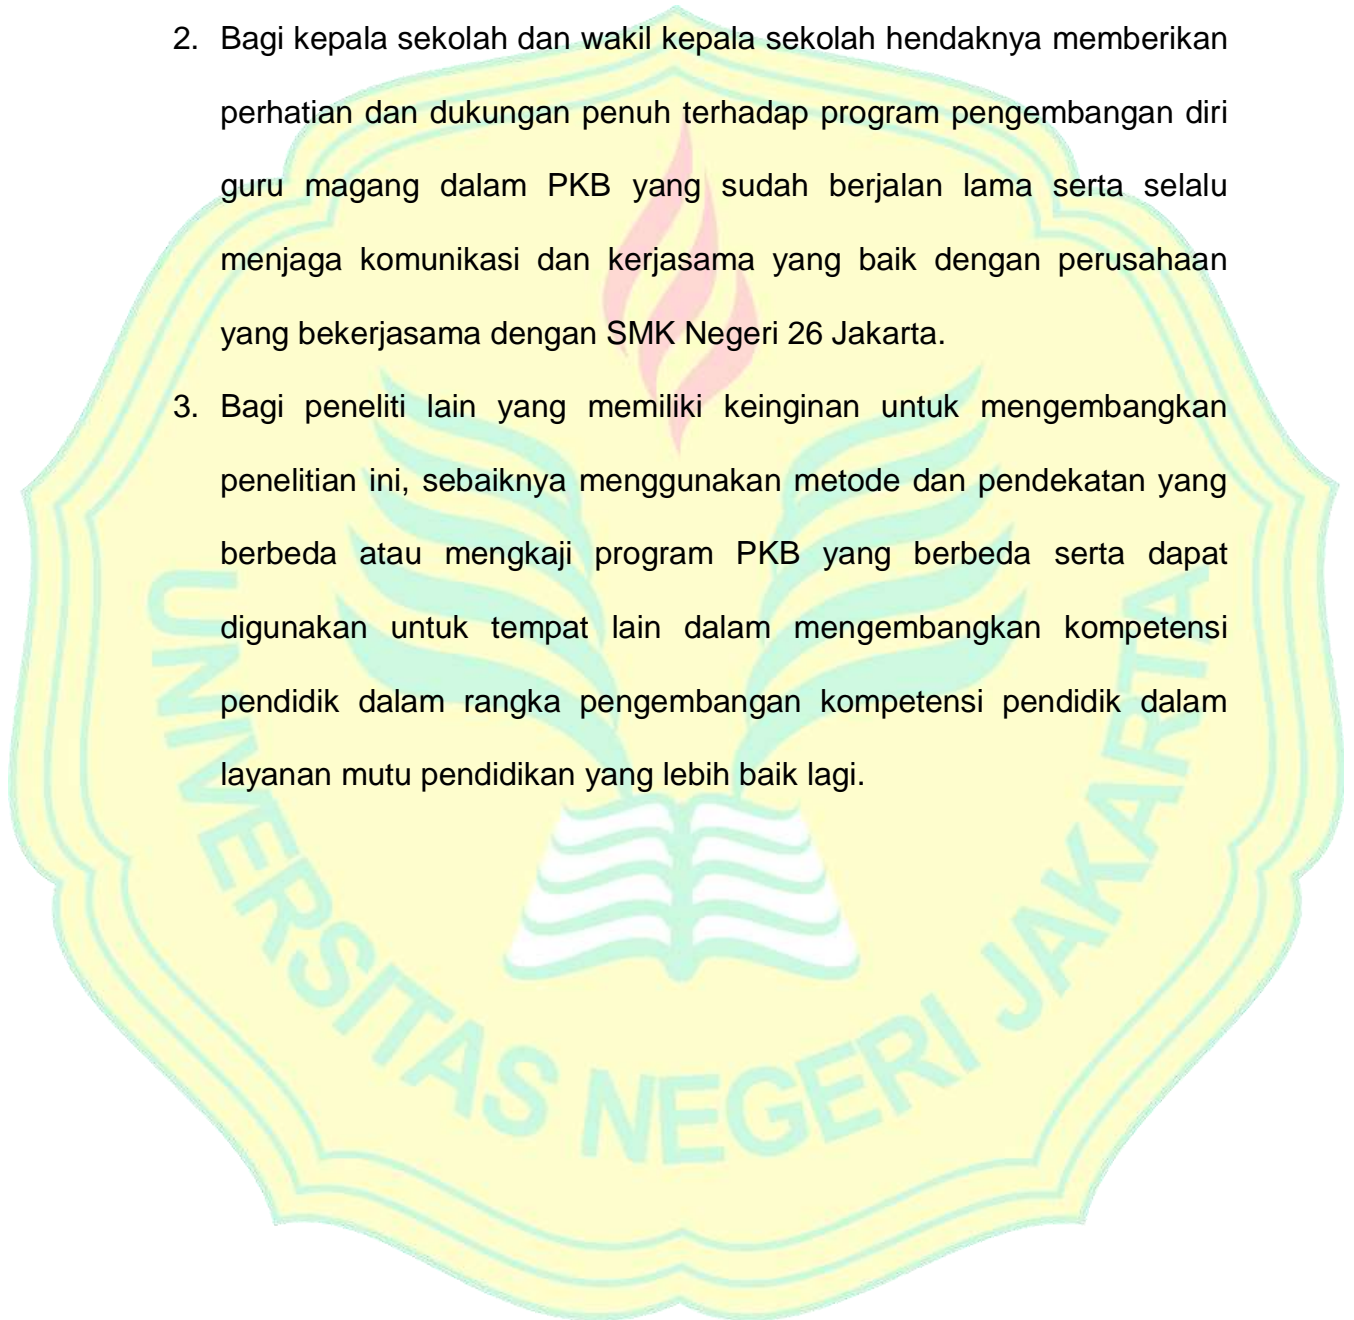 2. Bagi kepala sekolah dan wakil kepala sekolah hendaknya memberikan
perhatian dan dukungan penuh terhadap program pengembangan diri
guru magang dalam PKB yang sudah berjalan lama serta selalu
menjaga komunikasi dan kerjasama yang baik dengan perusahaan
yang bekerjasama dengan SMK Negeri 26 Jakarta.
3. Bagi peneliti lain yang memiliki keinginan untuk mengembangkan
penelitian ini, sebaiknya menggunakan metode dan pendekatan yang
berbeda atau mengkaji program PKB yang berbeda serta dapat
digunakan untuk tempat lain dalam mengembangkan kompetensi
pendidik dalam rangka pengembangan kompetensi pendidik dalam
layanan mutu pendidikan yang lebih baik lagi.
UNIVERSITAS NEGERI JAKARTA